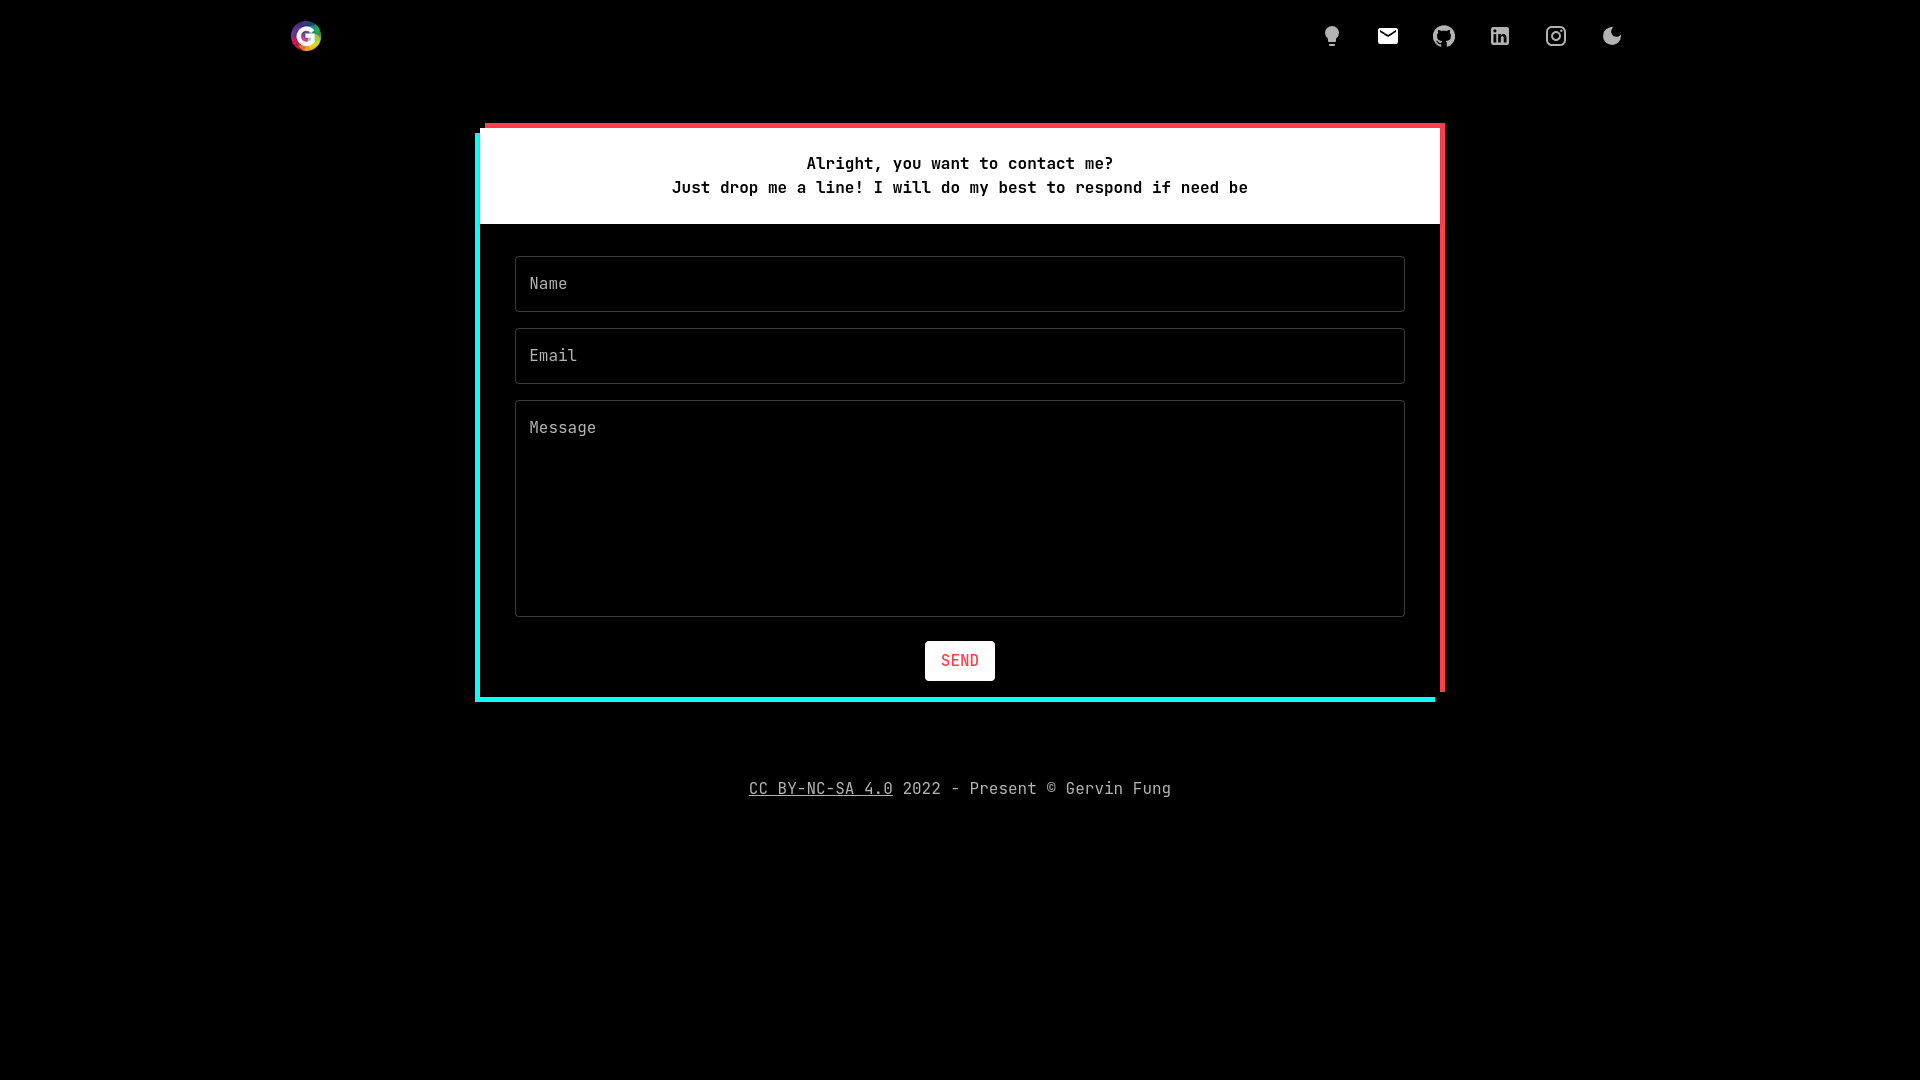 G
Alright, you want to contact me?
Just drop me a line! I will do my best to respond if need be
Name
Email
Message
SEND
CC BY-NC-SA 4.0 2022 - Present © Gervin Fung